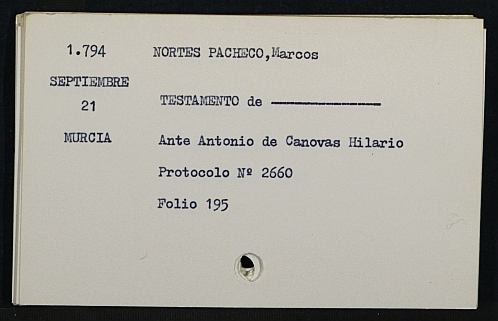 1.794 NORTES PACHECO,Marcos
SEPTIEMBRE
21 TESTAMENTO de ----------------
MURCIA Ante Antonio de Canovas Hilario
Protocolo Nº 2660
Folio 195